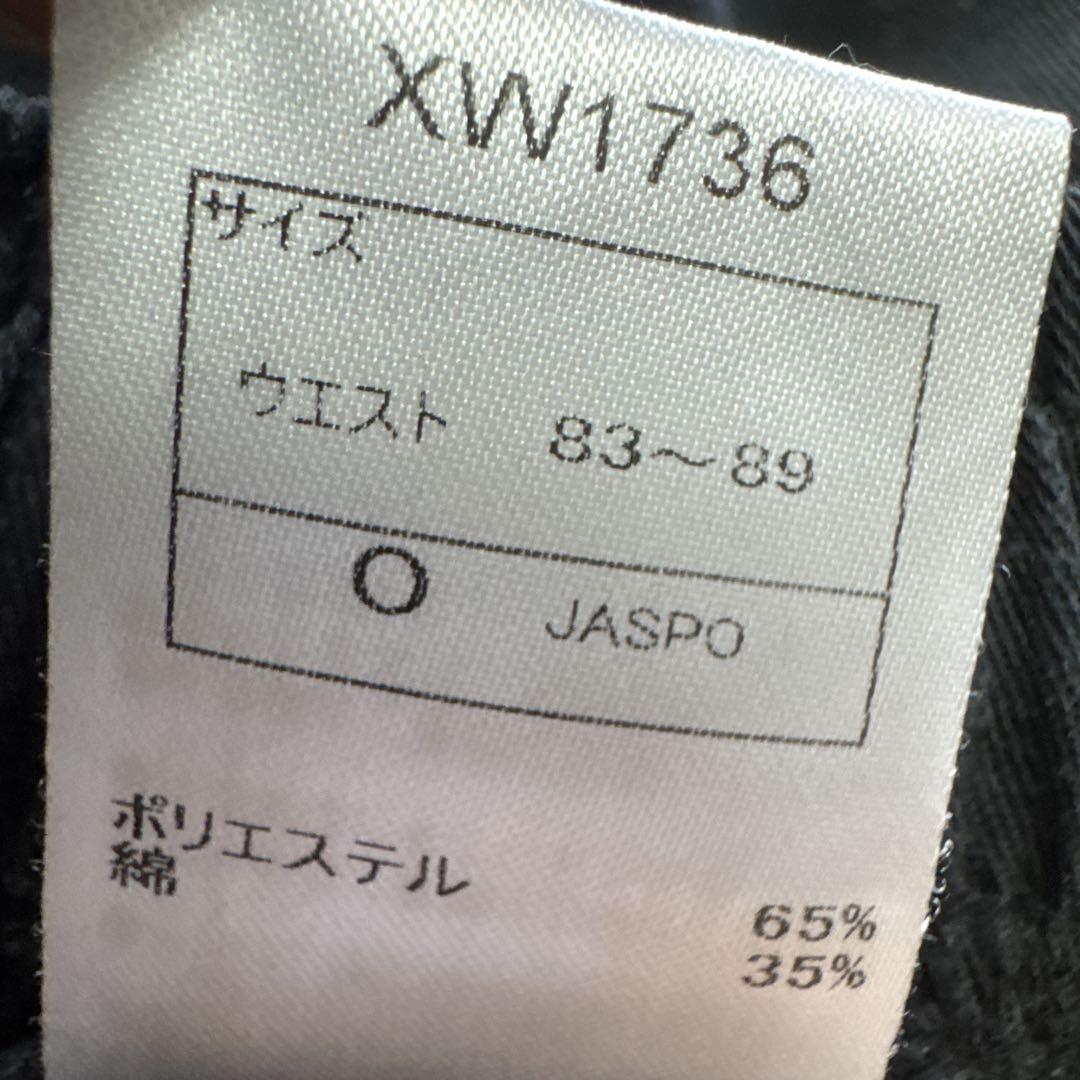 XW1736
サイズ
ウエスト 83～89
O JASPO
ポリエステル 65%
綿 35%